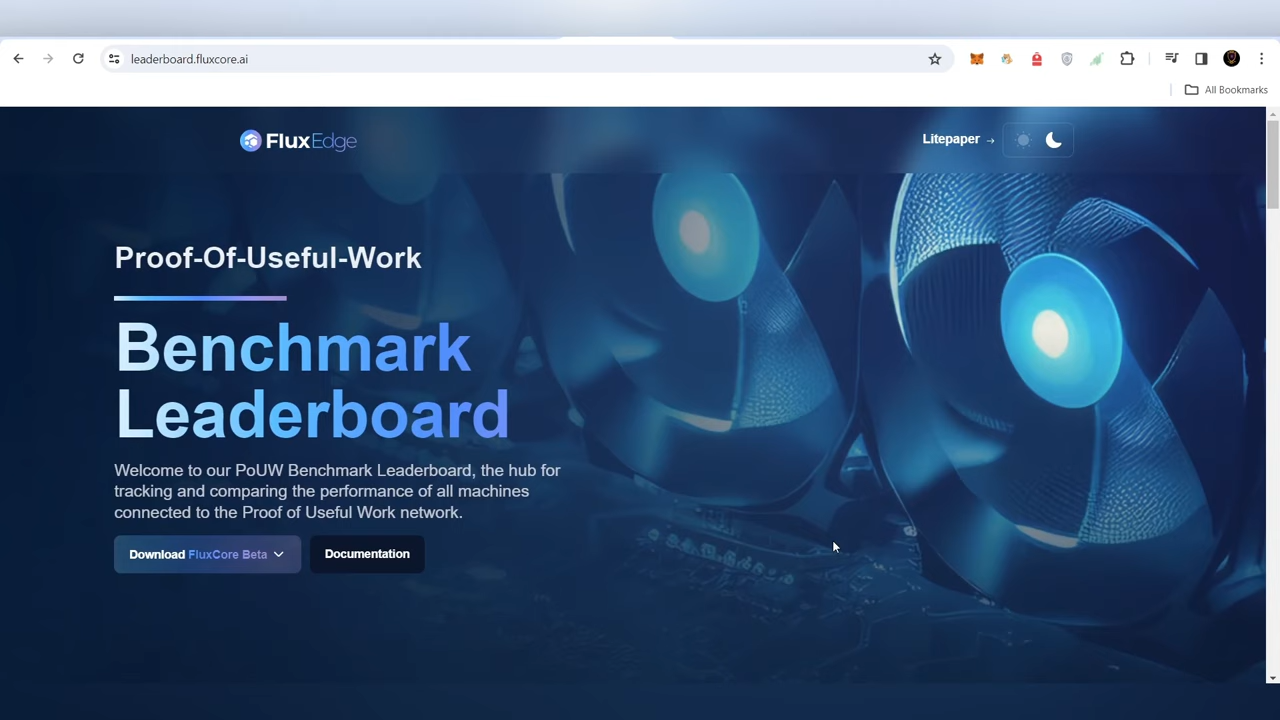 leaderboard.fluxcore.ai
All Bookmarks
FluxEdge
Litepaper →
Proof-Of-Useful-Work
Benchmark
Leaderboard
Welcome to our PoUW Benchmark Leaderboard, the hub for
tracking and comparing the performance of all machines
connected to the Proof of Useful Work network.
Download FluxCore Beta
Documentation